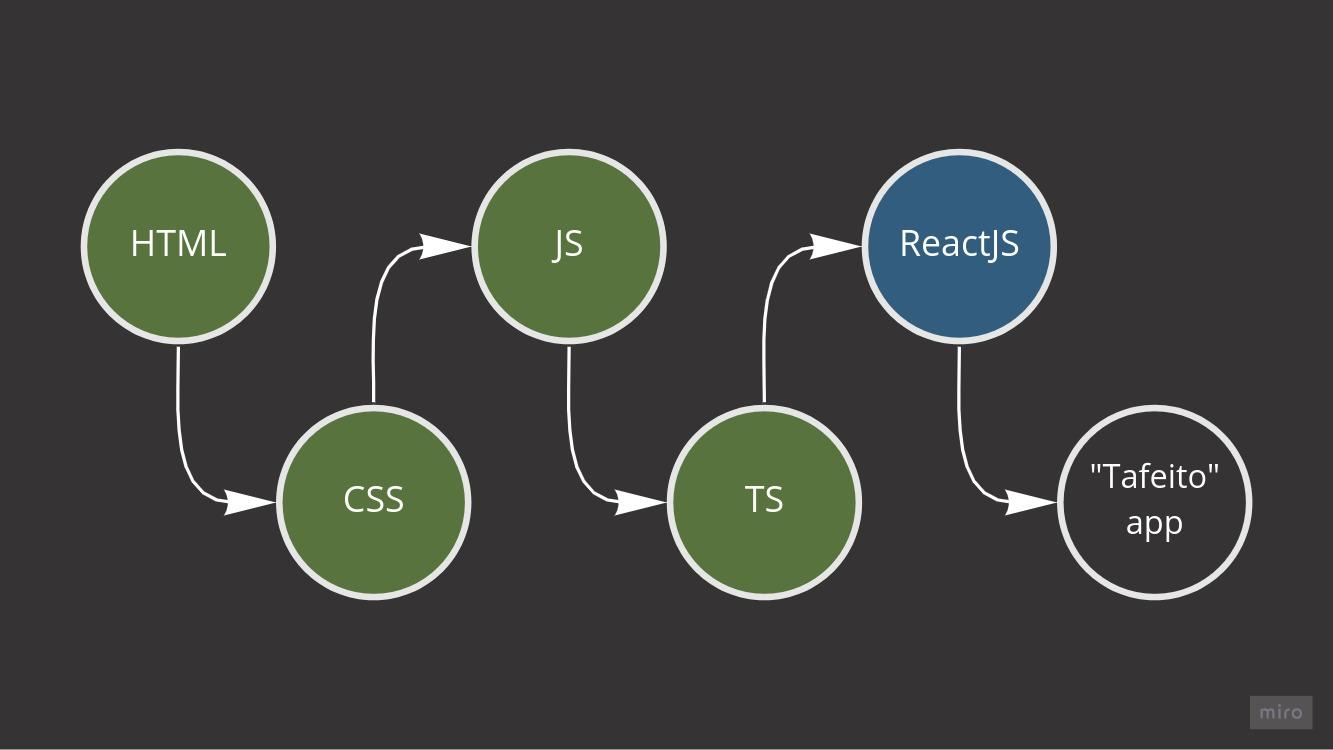 HTML
CSS
JS
TS
ReactJS
"Tafeito"
app
miro